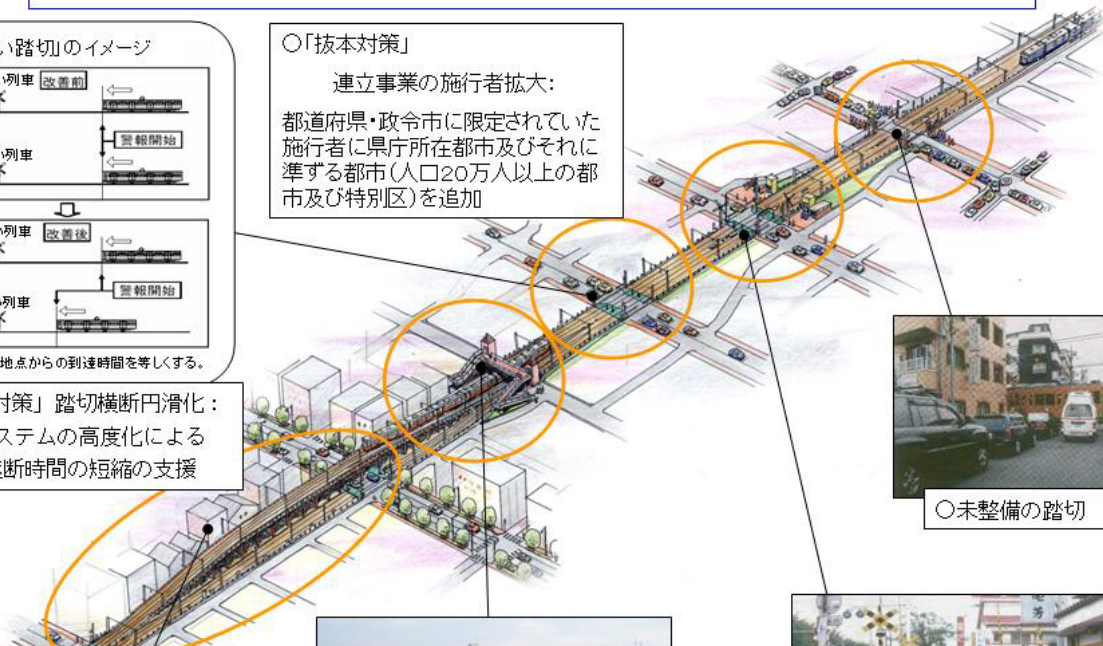 い踏切」のイメージ
列車 改善前
警報開始
列車
列車 改善後
警報開始
列車
地点からの到達時間を等しくする。
対策」踏切横断円滑化:
ステムの高度化による
断時間の短縮の支援
○「抜本対策」
連立事業の施行者拡大:
都道府県・政令市に限定されていた
施行者に県庁所在都市及びそれに
準ずる都市(人口20万人以上の都
市及び特別区)を追加
○未整備の踏切